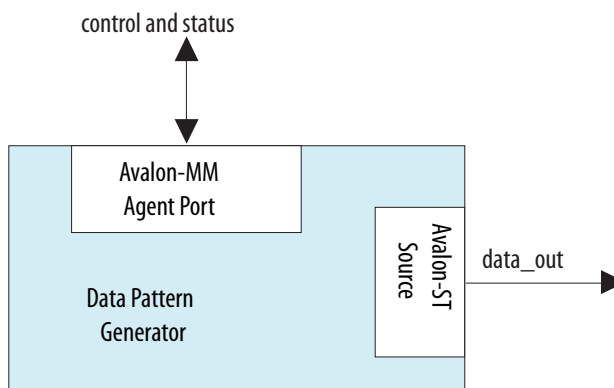 control and status
Avalon-MM
Agent Port
Avalon-ST
Source
data_out
Data Pattern
Generator